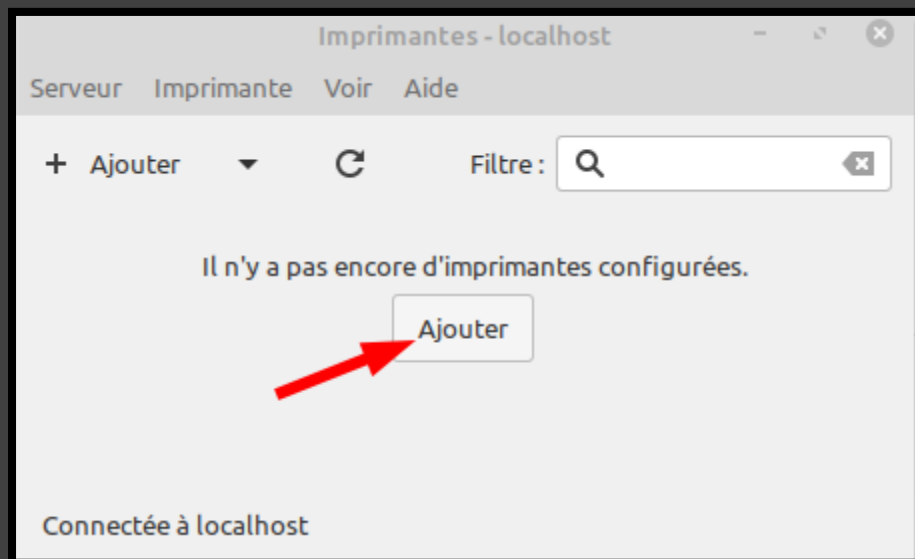 Imprimantes - localhost
Serveur Imprimante Voir Aide
+ Ajouter Filtre :
Il n'y a pas encore d'imprimantes configurées.
Ajouter
Connectée à localhost